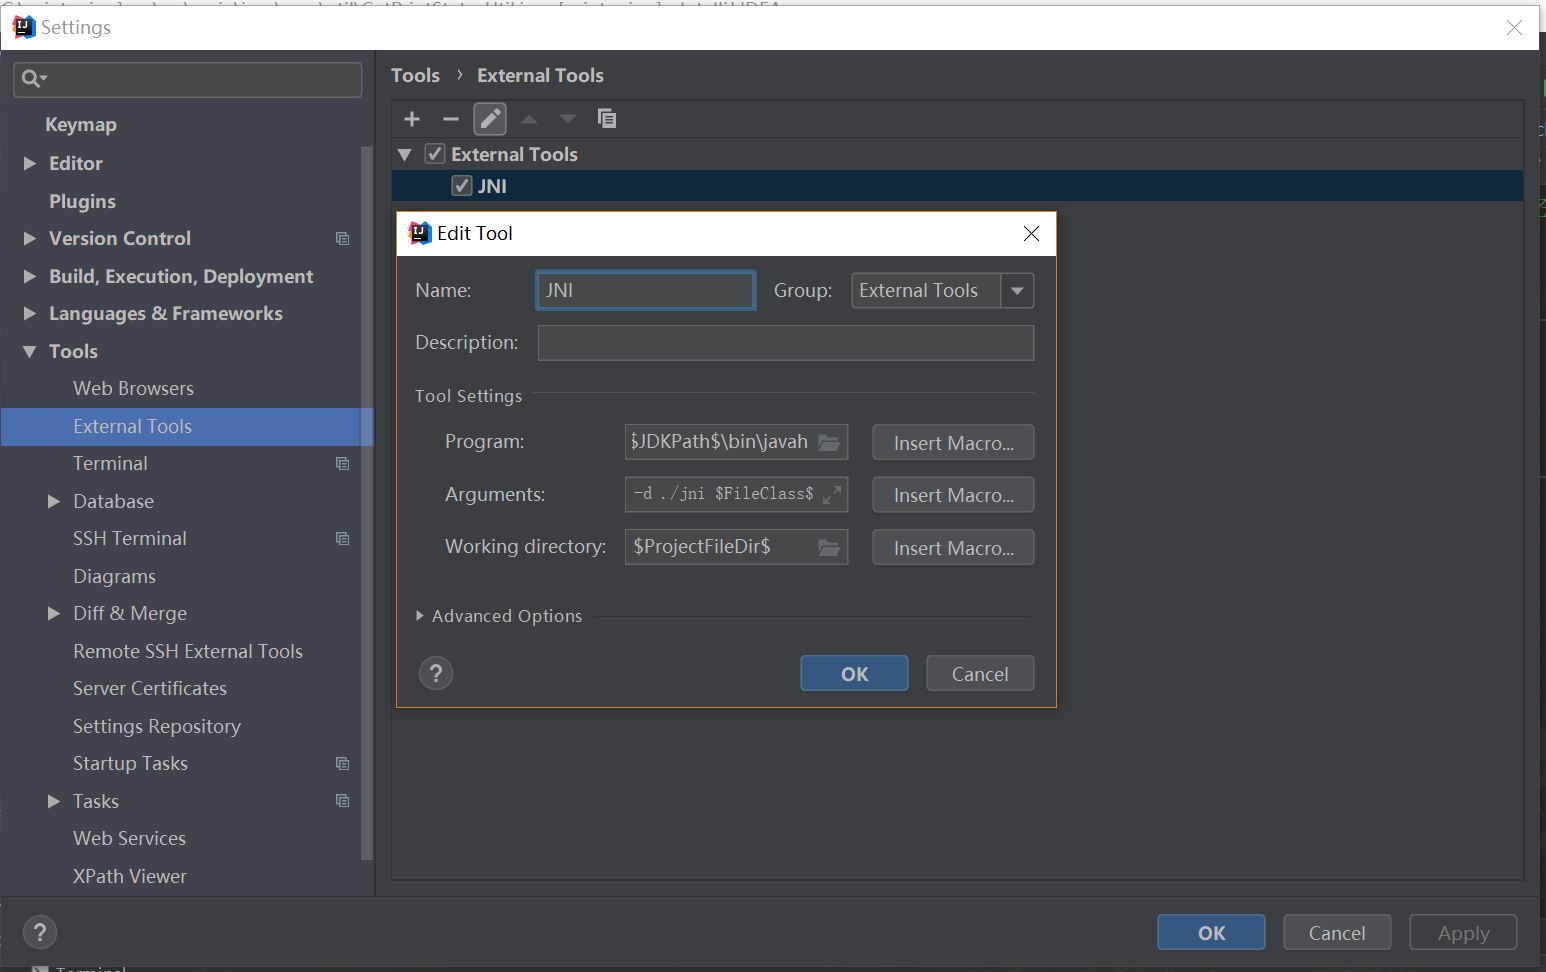 Settings
Tools › External Tools
Keymap
Editor
Plugins
Version Control
Build, Execution, Deployment
Languages & Frameworks
Tools
Web Browsers
External Tools
Terminal
Database
SSH Terminal
Diagrams
Diff & Merge
Remote SSH External Tools
Server Certificates
Settings Repository
Startup Tasks
Tasks
Web Services
XPath Viewer
External Tools
JNI
Edit Tool
Name: JNI Group: External Tools
Description:
Tool Settings
Program: $JDKPath$\bin\javah Insert Macro...
Arguments: -d ./jni $FileClass$ Insert Macro...
Working directory: $ProjectFileDir$ Insert Macro...
Advanced Options
? OK Cancel
? OK Cancel Apply
Terminal